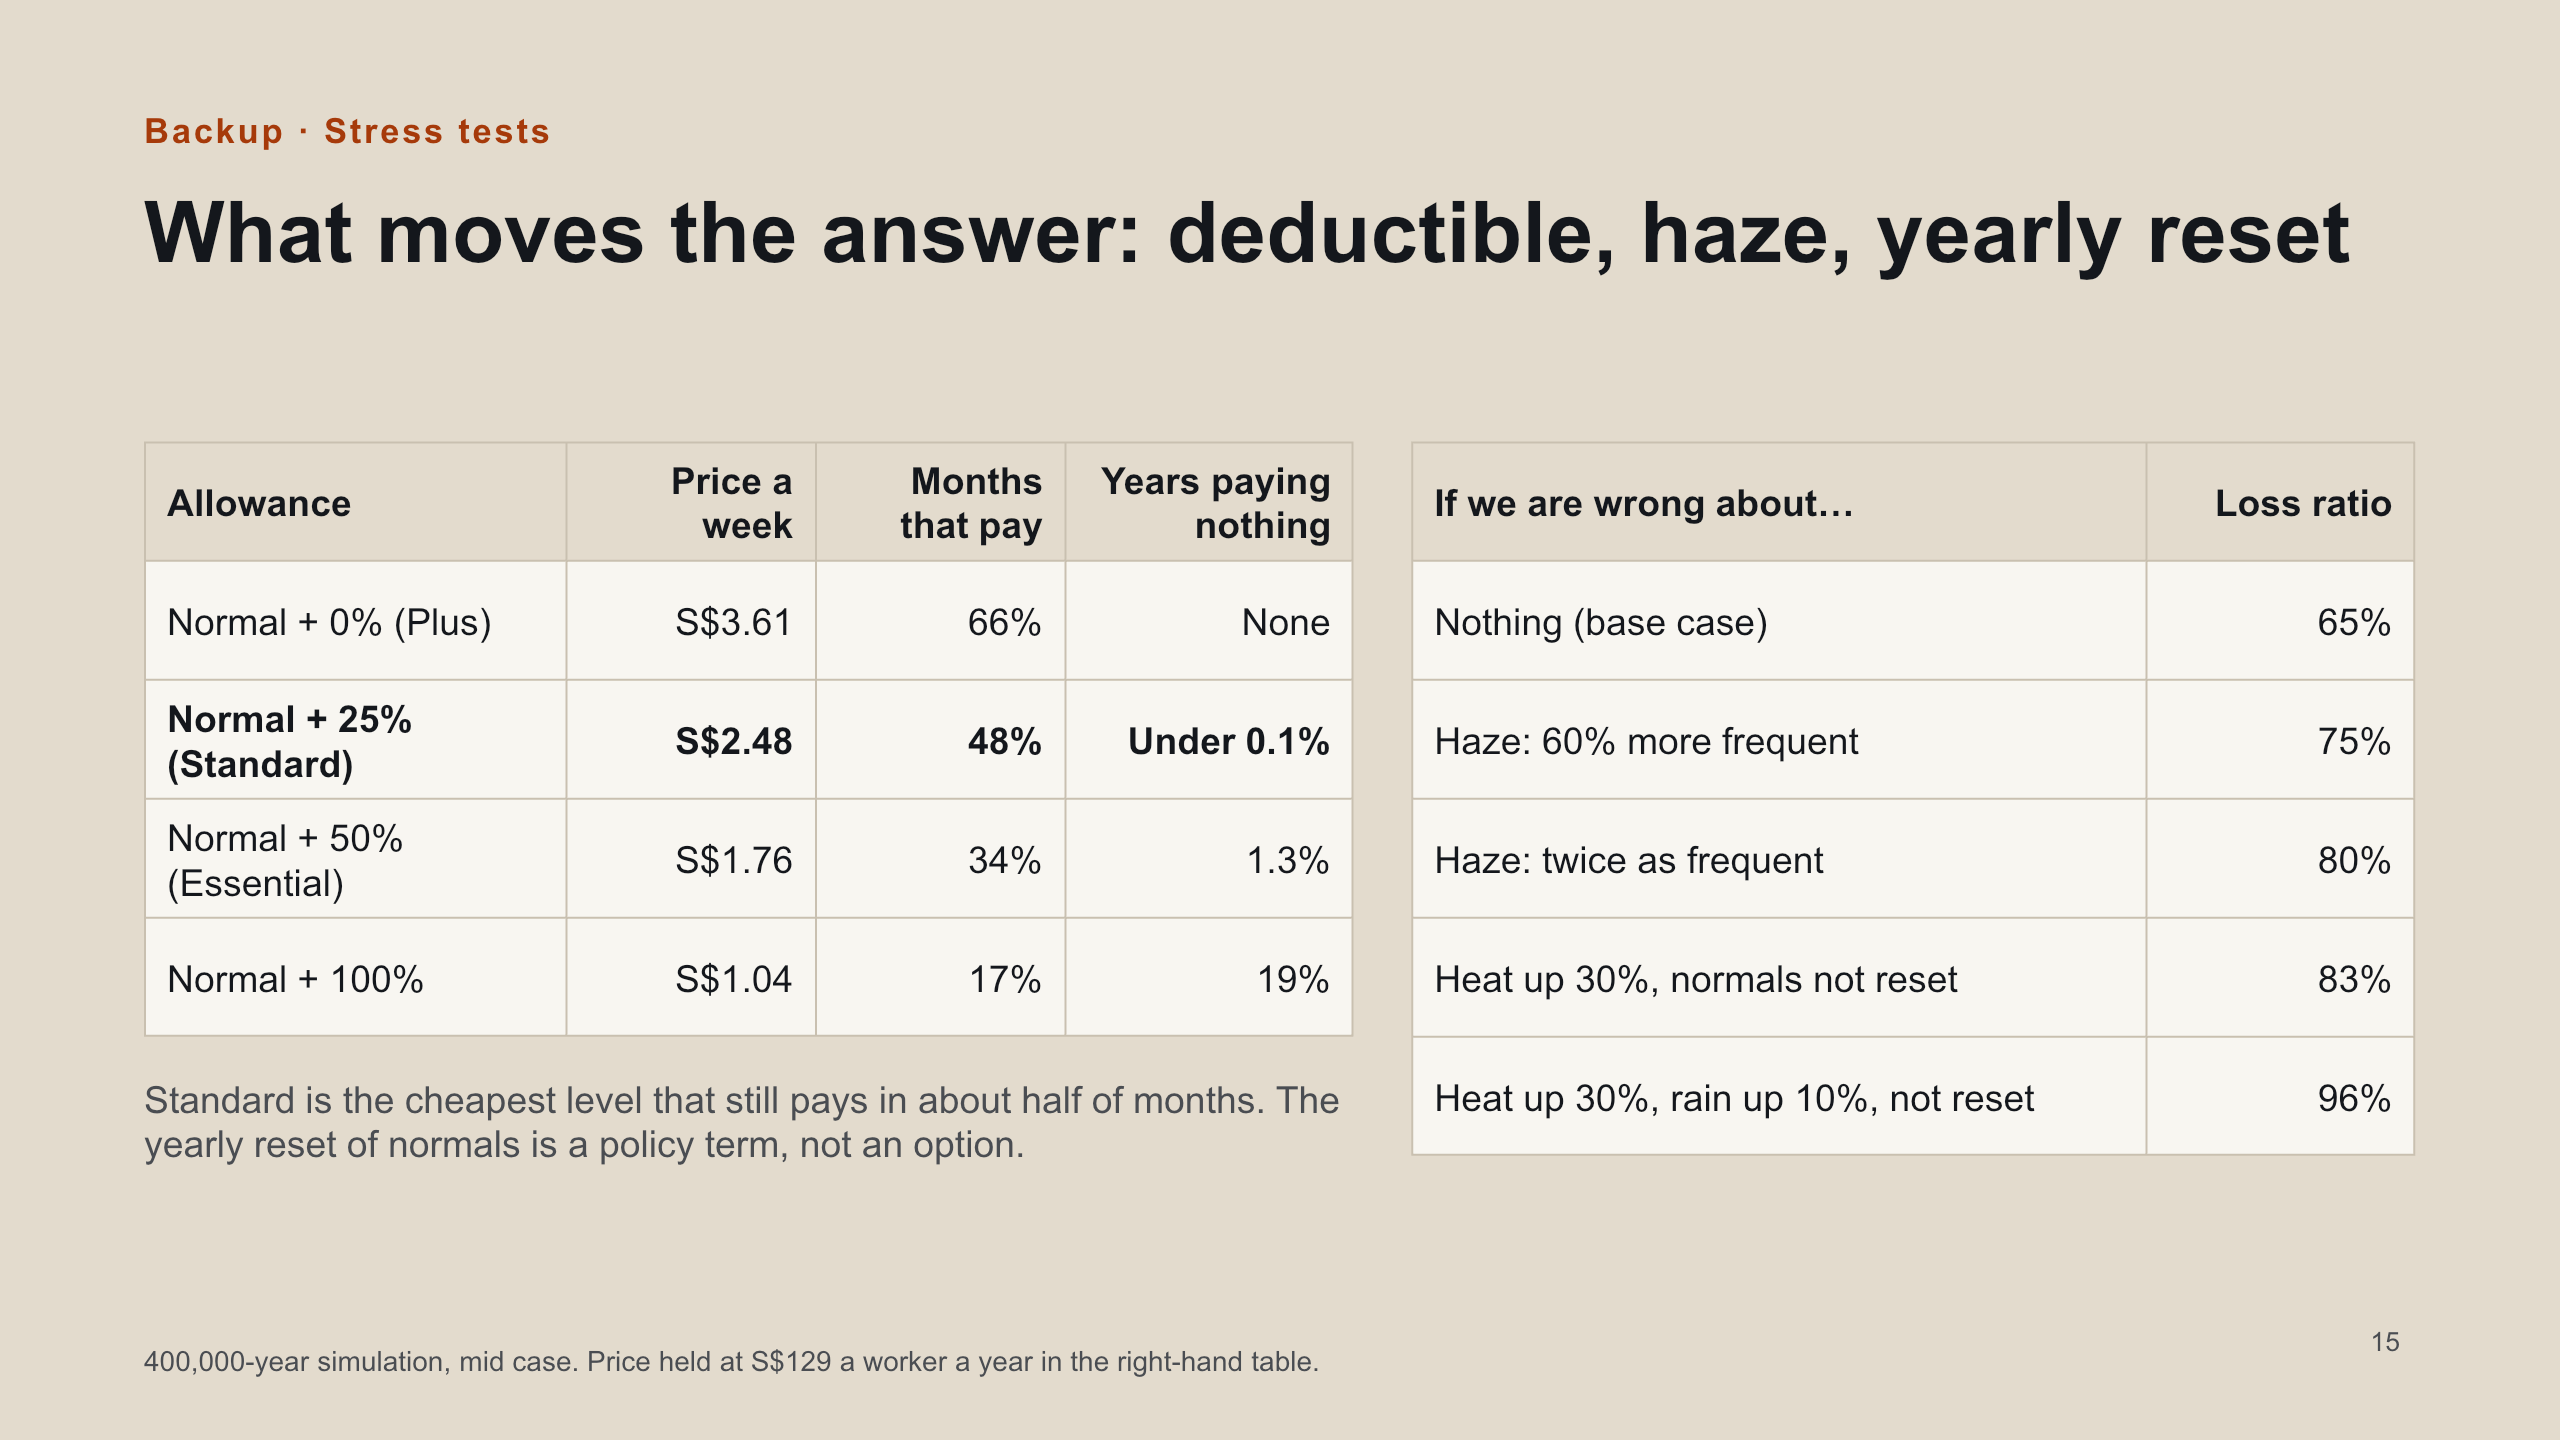 Backup · Stress tests
What moves the answer: deductible, haze, yearly reset
Allowance
Price a
week
Months
that pay
Years paying
nothing
Normal + 0% (Plus)
S$3.61
66%
None
Normal + 25%
(Standard)
S$2.48
48%
Under 0.1%
Normal + 50%
(Essential)
S$1.76
34%
1.3%
Normal + 100%
S$1.04
17%
19%
Standard is the cheapest level that still pays in about half of months. The
yearly reset of normals is a policy term, not an option.
If we are wrong about…
Loss ratio
Nothing (base case)
65%
Haze: 60% more frequent
75%
Haze: twice as frequent
80%
Heat up 30%, normals not reset
83%
Heat up 30%, rain up 10%, not reset
96%
400,000-year simulation, mid case. Price held at S$129 a worker a year in the right-hand table.
15